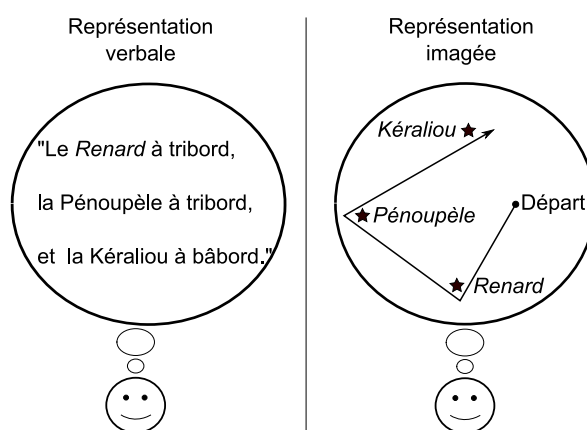 Représentation
verbale
"Le Renard à tribord,
la Pénoupèle à tribord,
et la Kéraliou à bâbord."
Représentation
imagée
Kéraliou
Départ
Pénoupèle
Renard